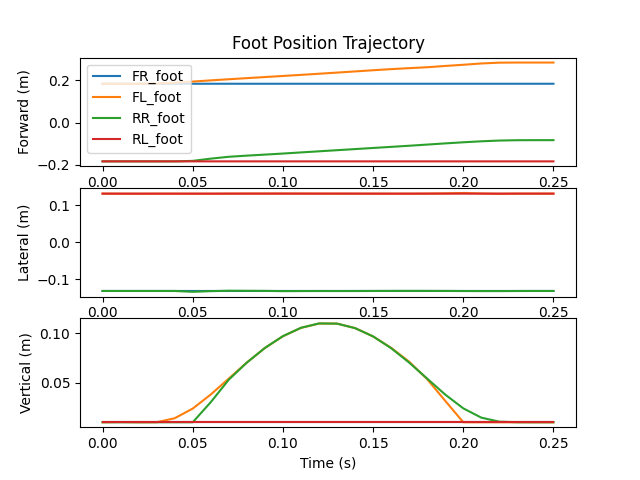 Foot Position Trajectory
Forward (m)
0.2
0.0
−0.2
FR_foot
FL_foot
RR_foot
RL_foot
0.00 0.05 0.10 0.15 0.20 0.25
Lateral (m)
0.1
0.0
−0.1
0.00 0.05 0.10 0.15 0.20 0.25
Vertical (m)
0.10
0.05
0.00 0.05 0.10 0.15 0.20 0.25
Time (s)